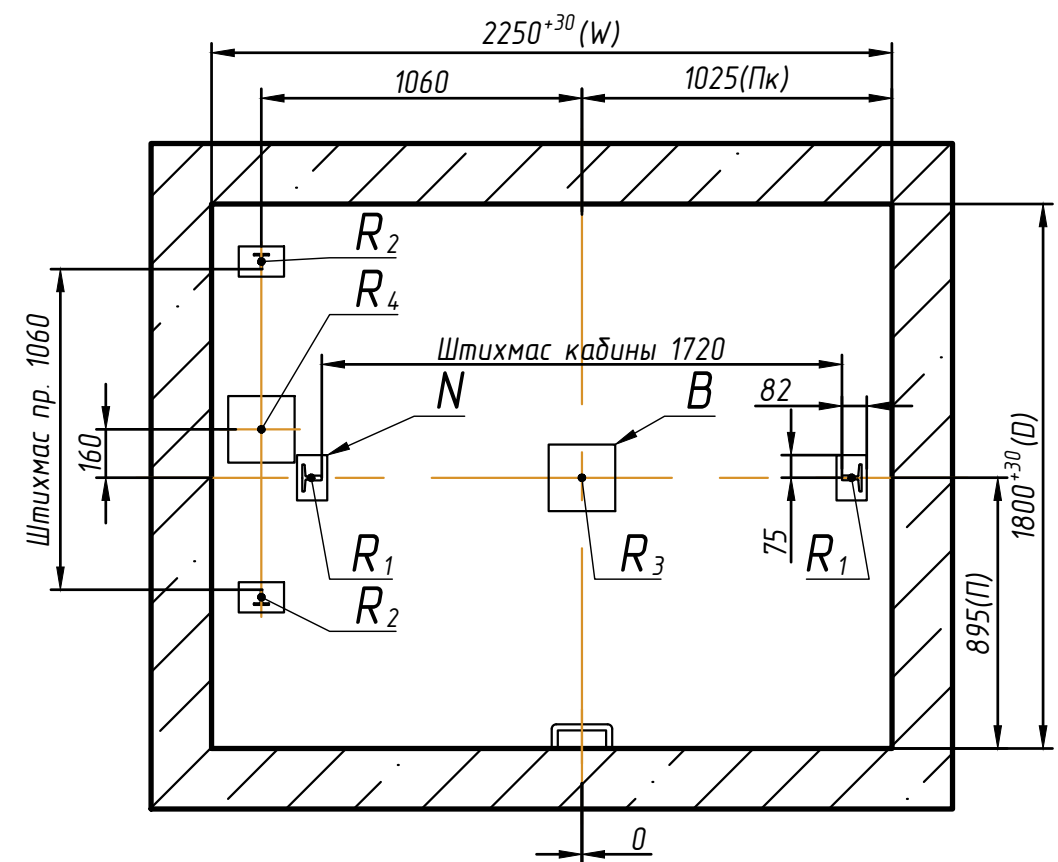 2250+30(W)
1060
1025(Пк)
R2
R4
Штихмас кабины 1720
N
B
82
Штихмас пр. 1060
160
75
1800+30(D)
R1
R3
R1
R2
895(П)
0